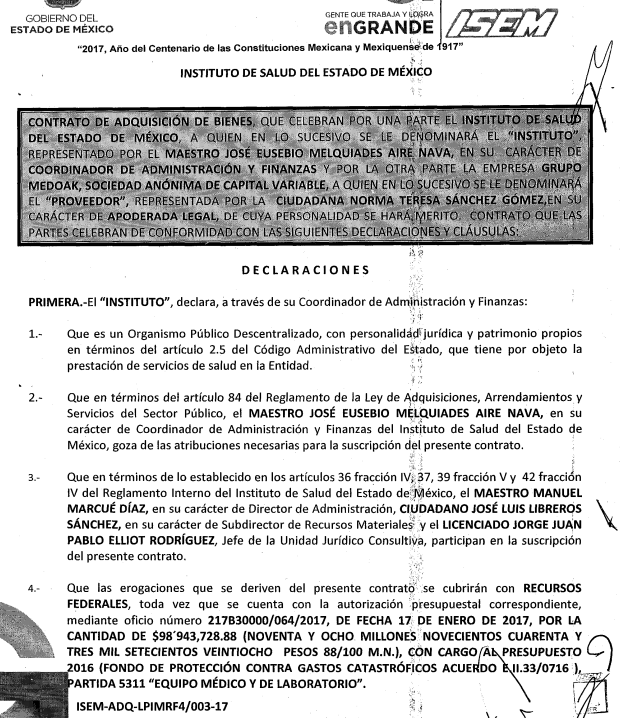 GOBIERNO DEL
ESTADO DE MÉXICO
GENTE QUE TRABAJA Y LOGRA
enGRANDE
ISEM
"2017, Año del Centenario de las Constituciones Mexicana y Mexiquense de 1917"
INSTITUTO DE SALUD DEL ESTADO DE MÉXICO
CONTRATO DE ADQUISICIÓN DE BIENES, QUE CELEBRAN POR UNA PARTE EL INSTITUTO DE SALUD
DEL ESTADO DE MÉXICO, A QUIEN EN LO SUCESIVO SE LE DENOMINARÁ EL "INSTITUTO",
REPRESENTADO POR EL MAESTRO JOSÉ EUSEBIO MELQUIADES AIRE NAVA, EN SU CARÁCTER DE
COORDINADOR DE ADMINISTRACIÓN Y FINANZAS Y POR LA OTRA PARTE LA EMPRESA GRUPO
MEDOAK, SOCIEDAD ANÓNIMA DE CAPITAL VARIABLE, A QUIEN EN LO SUCESIVO SE LE DENOMINARÁ
EL "PROVEEDOR", REPRESENTADA POR LA CIUDADANA NORMA TERESA SÁNCHEZ GÓMEZ,EN SU
CARÁCTER DE APODERADA LEGAL, DE CUYA PERSONALIDAD SE HARÁ MERITO. CONTRATO QUE LAS
PARTES CELEBRAN DE CONFORMIDAD CON LAS SIGUIENTES DECLARACIONES Y CLÁUSULAS:
DECLARACIONES
PRIMERA.-El "INSTITUTO", declara, a través de su Coordinador de Administración y Finanzas:
1.- Que es un Organismo Público Descentralizado, con personalidad jurídica y patrimonio propios
en términos del artículo 2.5 del Código Administrativo del Estado, que tiene por objeto la
prestación de servicios de salud en la Entidad.
2.- Que en términos del artículo 84 del Reglamento de la Ley de Adquisiciones, Arrendamientos y
Servicios del Sector Público, el MAESTRO JOSÉ EUSEBIO MELQUIADES AIRE NAVA, en su
carácter de Coordinador de Administración y Finanzas del Instituto de Salud del Estado de
México, goza de las atribuciones necesarias para la suscripción del presente contrato.
3.- Que en términos de lo establecido en los artículos 36 fracción IV, 37, 39 fracción V y 42 fracción
IV del Reglamento Interno del Instituto de Salud del Estado de México, el MAESTRO MANUEL
MARCUÉ DÍAZ, en su carácter de Director de Administración, CIUDADANO JOSÉ LUIS LIBREROS
SÁNCHEZ, en su carácter de Subdirector de Recursos Materiales y el LICENCIADO JORGE JUAN
PABLO ELLIOT RODRÍGUEZ, Jefe de la Unidad Jurídico Consultiva, participan en la suscripción
del presente contrato.
4.- Que las erogaciones que se deriven del presente contrato se cubrirán con RECURSOS
FEDERALES, toda vez que se cuenta con la autorización presupuestal correspondiente,
mediante oficio número 217B30000/064/2017, DE FECHA 17 DE ENERO DE 2017, POR LA
CANTIDAD DE $98´943,728.88 (NOVENTA Y OCHO MILLONES NOVECIENTOS CUARENTA Y
TRES MIL SETECIENTOS VEINTIOCHO PESOS 88/100 M.N.), CON CARGO AL PRESUPUESTO
2016 (FONDO DE PROTECCIÓN CONTRA GASTOS CATASTRÓFICOS ACUERDO E.II.33/0716 ),
PARTIDA 5311 "EQUIPO MÉDICO Y DE LABORATORIO".
ISEM-ADQ-LPIMRF4/003-17